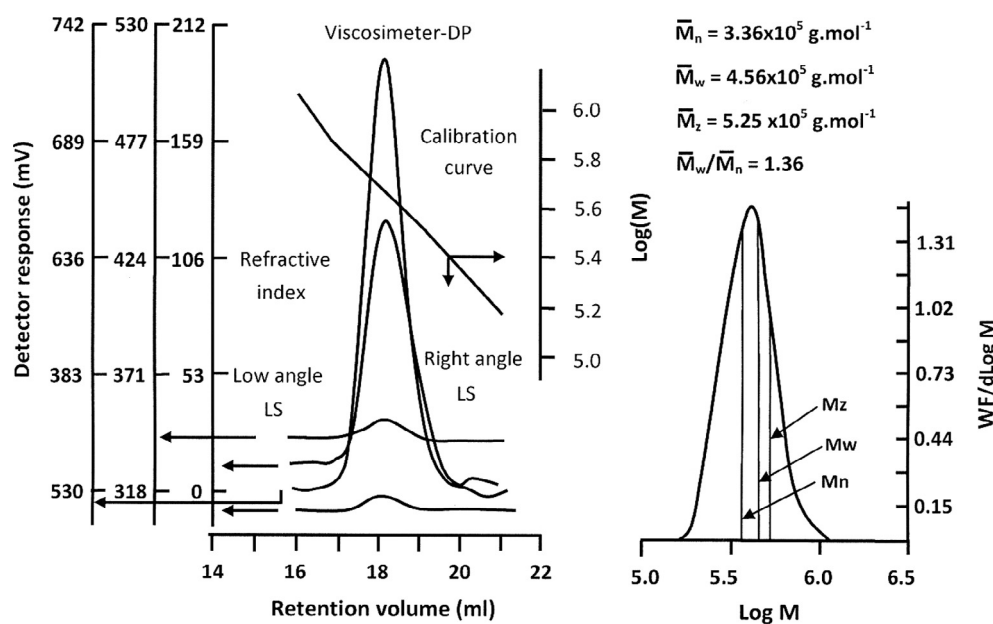 742 530 212
689 477 159
636 424 106
383 371 53
530 318 0
Detector response (mV)
Viscosimeter-DP
Calibration
curve
Refractive
index
Low angle
LS
Right angle
LS
6.0
5.8
5.6
5.4
5.2
5.0
Log(M)
14 16 18 20 22
Retention volume (ml)
M̅n = 3.36x10⁵ g.mol⁻¹
M̅w = 4.56x10⁵ g.mol⁻¹
M̅z = 5.25 x10⁵ g.mol⁻¹
M̅w/M̅n = 1.36
1.31
1.02
0.73
0.44
0.15
WF/dLog M
Mz
Mw
Mn
5.0 5.5 6.0 6.5
Log M